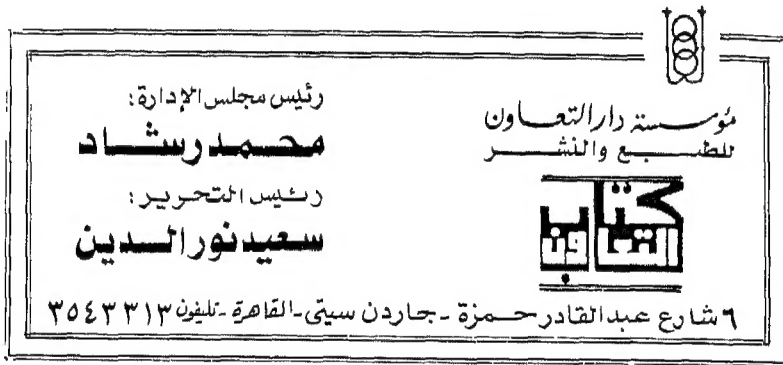 مؤسسة دار التعاون
للطبع والنشر
كتاب
التعاون
رئيس مجلس الإدارة:
محمد رشاد
رئيس التحرير:
سعيد نور الدين
٦ شارع عبد القادر حمزة - جاردن سيتى - القاهرة - تليفون ٣٥٤٣٣١٣